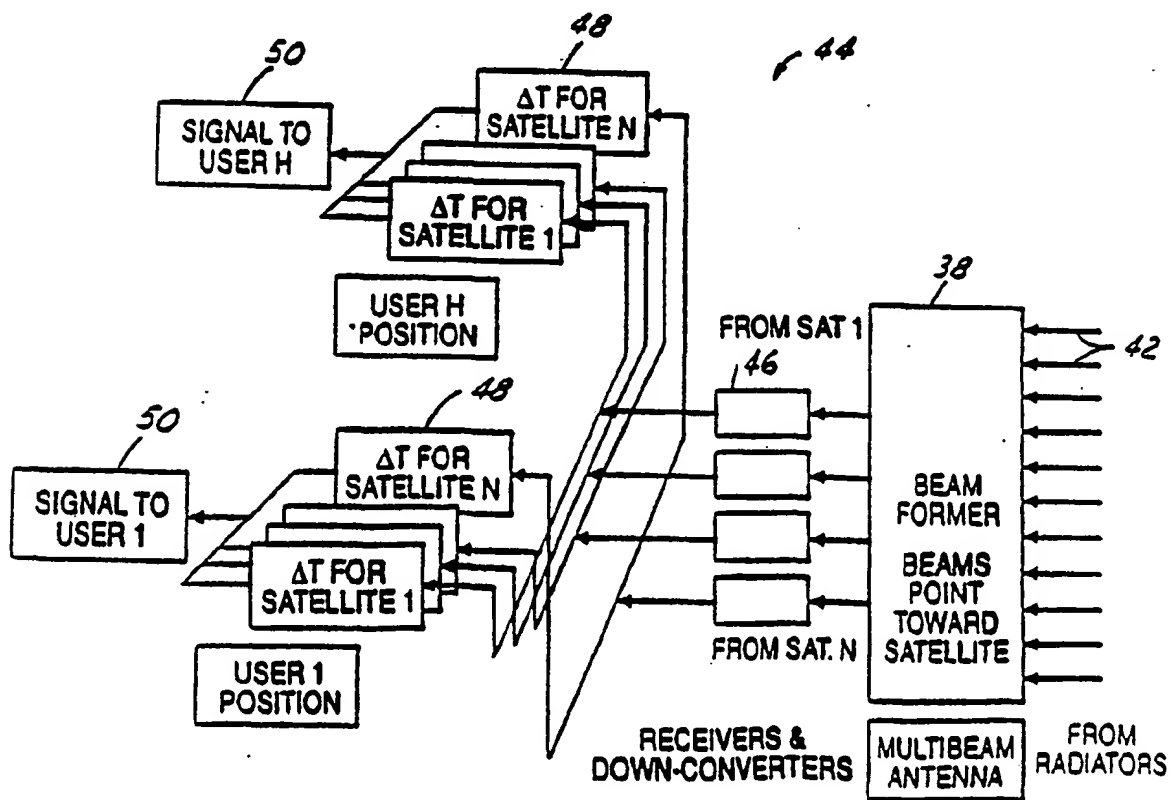 50
48
44
ΔT FOR
SATELLITE N
SIGNAL TO
USER H
ΔT FOR
SATELLITE 1
USER H
POSITION
38
FROM SAT 1
42
46
50
48
ΔT FOR
SATELLITE N
SIGNAL TO
USER 1
ΔT FOR
SATELLITE 1
USER 1
POSITION
BEAM
FORMER
BEAMS
POINT
TOWARD
SATELLITE
FROM SAT. N
RECEIVERS &
DOWN-CONVERTERS
MULTIBEAM
ANTENNA
FROM
RADIATORS